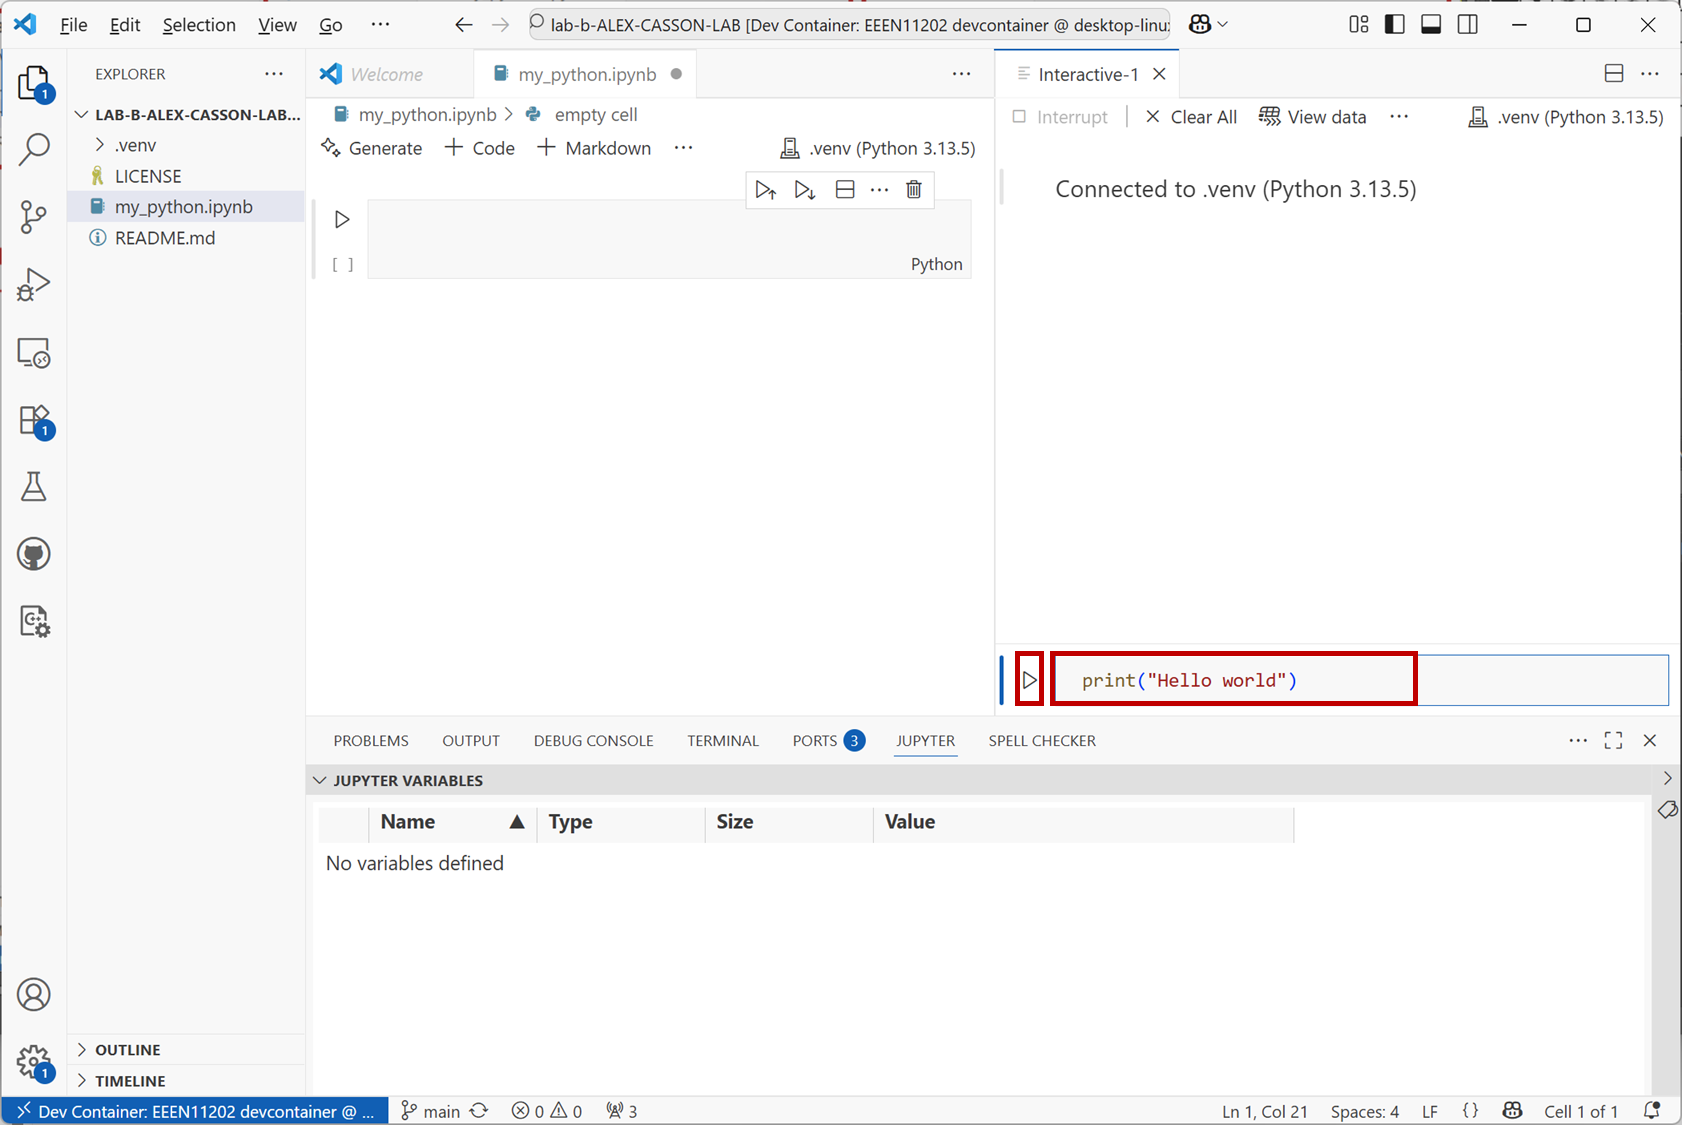 File Edit Selection View Go ··· lab-b-ALEX-CASSON-LAB [Dev Container: EEEN11202 devcontainer @ desktop-linux
EXPLORER ···
1
LAB-B-ALEX-CASSON-LAB...
.venv
LICENSE
my_python.ipynb
README.md
1
OUTLINE
TIMELINE
1
Welcome my_python.ipynb ···
my_python.ipynb > empty cell
Generate + Code + Markdown ··· .venv (Python 3.13.5)
···
[ ]
Python
Interactive-1 ···
Interrupt | Clear All View data ··· .venv (Python 3.13.5)
Connected to .venv (Python 3.13.5)
print("Hello world")
PROBLEMS OUTPUT DEBUG CONSOLE TERMINAL PORTS 3 JUPYTER SPELL CHECKER ···
JUPYTER VARIABLES
Name ▲ Type Size Value
No variables defined
Dev Container: EEEN11202 devcontainer @ ... main 0 0 3 Ln 1, Col 21 Spaces: 4 LF {} Cell 1 of 1